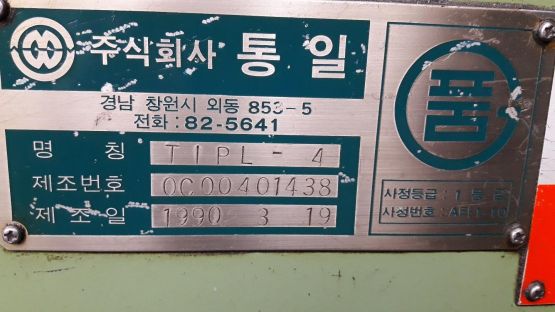 주식회사 통일
경남 창원시 외동 853-5
전화 : 82-5641
명 칭 TIPL-4
제조번호 0C00401438
제조일 1990 3 19
품
사정등급 : 1 등급
사정번호 :